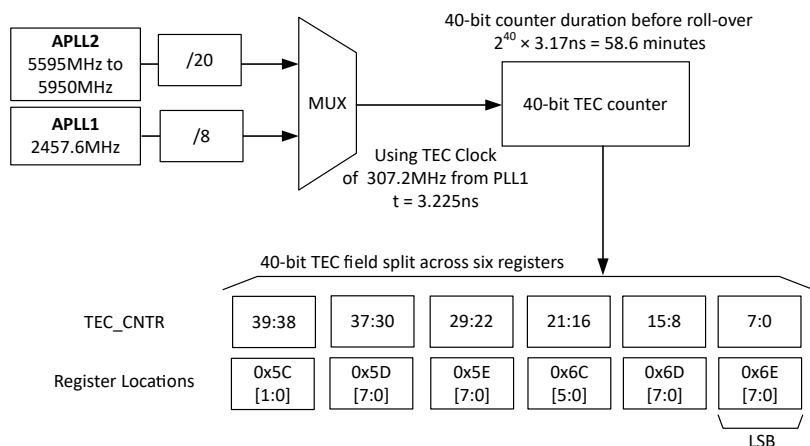 40-bit counter duration before roll-over
2⁴⁰ × 3.17ns = 58.6 minutes
APLL2
5595MHz to
5950MHz
/20
APLL1
2457.6MHz
/8
MUX
40-bit TEC counter
Using TEC Clock
of 307.2MHz from PLL1
t = 3.225ns
40-bit TEC field split across six registers
TEC_CNTR 39:38 37:30 29:22 21:16 15:8 7:0
Register Locations
0x5C 0x5D 0x5E 0x6C 0x6D 0x6E
[1:0] [7:0] [7:0] [5:0] [7:0] [7:0]
LSB